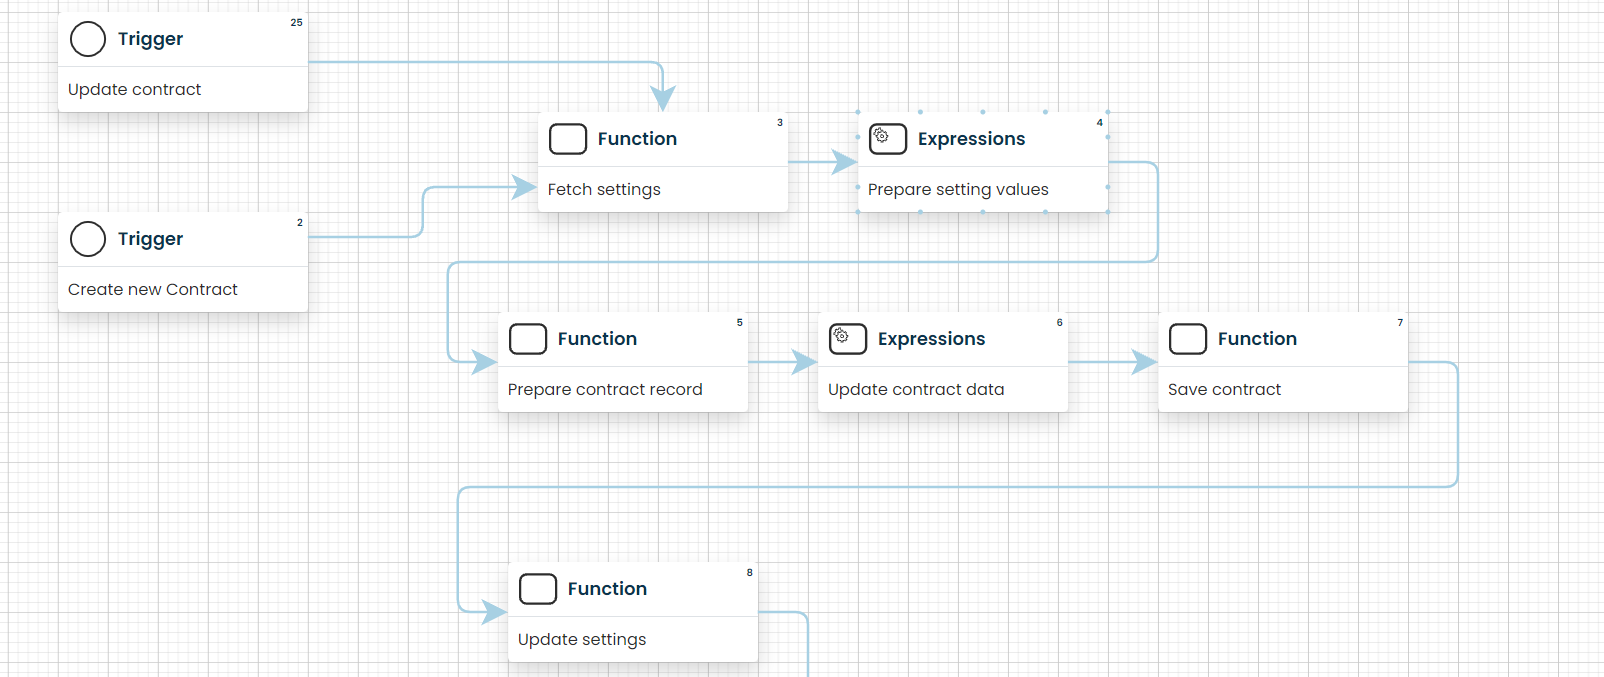 25
Trigger
Update contract
3
Function
Fetch settings
4
Expressions
Prepare setting values
2
Trigger
Create new Contract
5
Function
Prepare contract record
6
Expressions
Update contract data
7
Function
Save contract
8
Function
Update settings